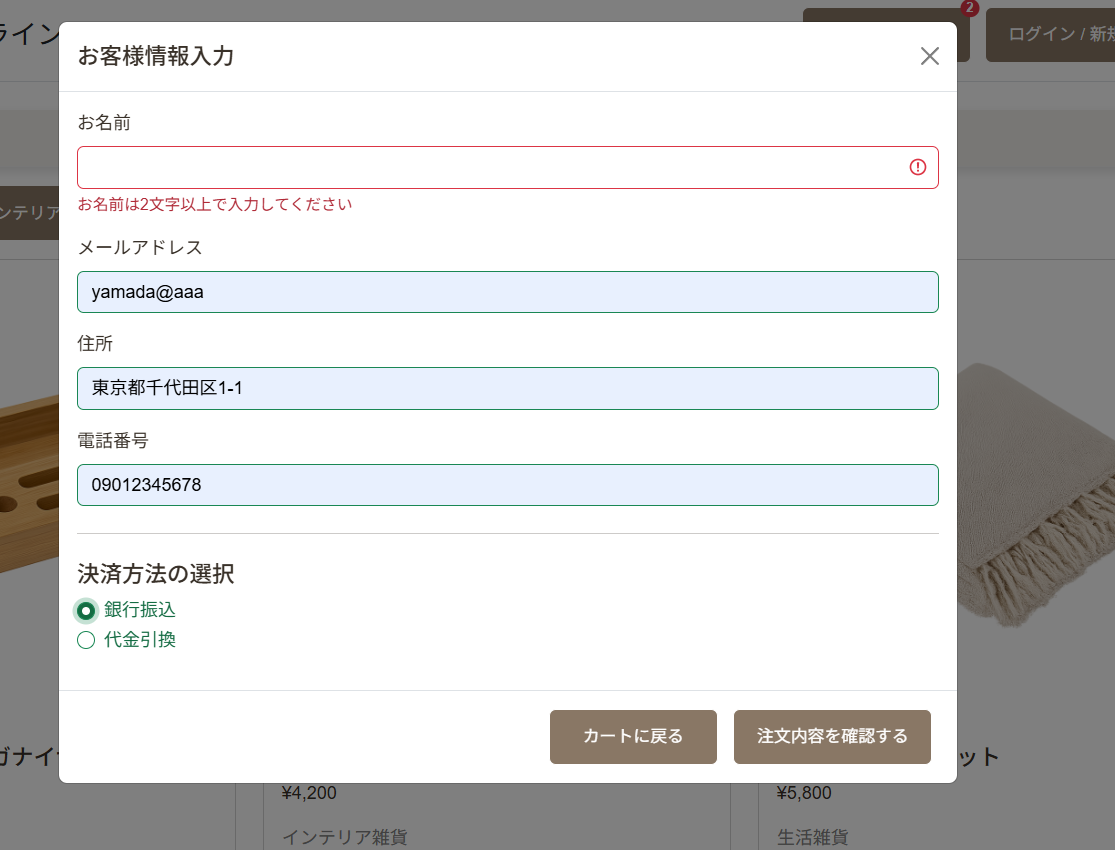 ライン
2
ログイン / 新規
お客様情報入力
お名前
お名前は2文字以上で入力してください
ンテリア
メールアドレス
yamada@aaa
住所
東京都千代田区1-1
電話番号
09012345678
決済方法の選択
銀行振込
代金引換
カートに戻る
注文内容を確認する
ガナイ
ット
¥4,200
¥5,800
インテリア雑貨
生活雑貨